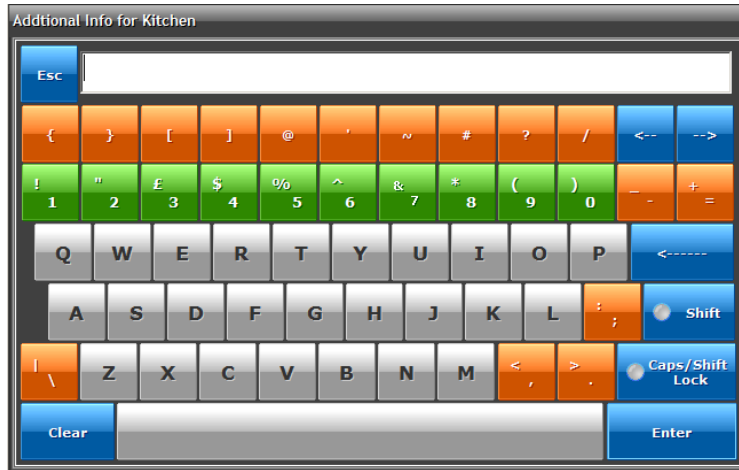 Addtional Info for Kitchen
Esc
{ } [ ] @ ' ~ # ? / <-- -->
! " £ $ % ^ & * ( ) _ +
1 2 3 4 5 6 7 8 9 0 - =
Q W E R T Y U I O P <------
A S D F G H J K L : ; Shift
| \ Z X C V B N M < , > . Caps/Shift Lock
Clear Enter